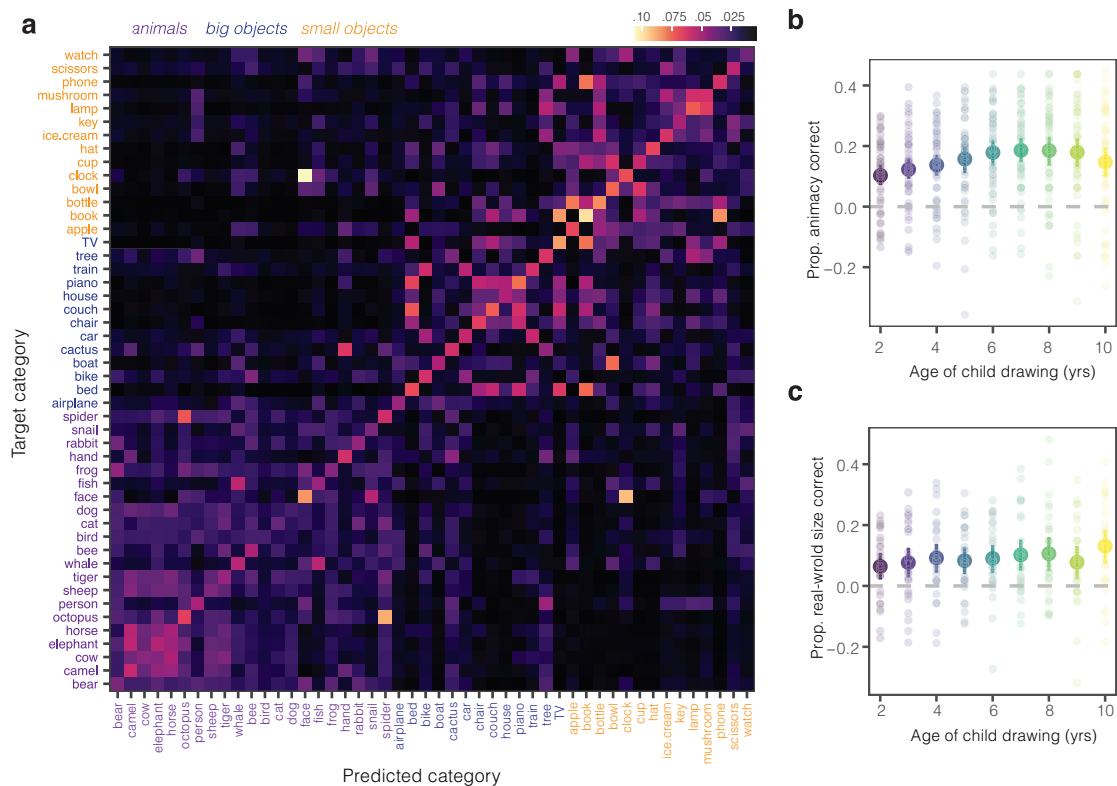 a
animals big objects small objects
.10 .075 .05 .025
Target category
watch
scissors
phone
mushroom
lamp
key
ice.cream
hat
cup
clock
bowl
bottle
book
apple
TV
tree
train
piano
house
couch
chair
car
cactus
boat
bike
bed
airplane
spider
snail
rabbit
hand
frog
fish
face
dog
cat
bird
bee
whale
tiger
sheep
person
octopus
horse
elephant
cow
camel
bear
bear
camel
cow
elephant
horse
octopus
person
sheep
tiger
whale
bee
bird
cat
dog
face
fish
frog
hand
rabbit
snail
spider
airplane
bed
bike
boat
cactus
car
chair
couch
house
piano
train
tree
TV
apple
book
bottle
bowl
clock
cup
hat
ice.cream
key
lamp
mushroom
phone
scissors
watch
Predicted category
b
Prop. animacy correct
0.4
0.2
0.0
−0.2
2 4 6 8 10
Age of child drawing (yrs)
c
Prop. real-wrold size correct
0.4
0.2
0.0
−0.2
2 4 6 8 10
Age of child drawing (yrs)